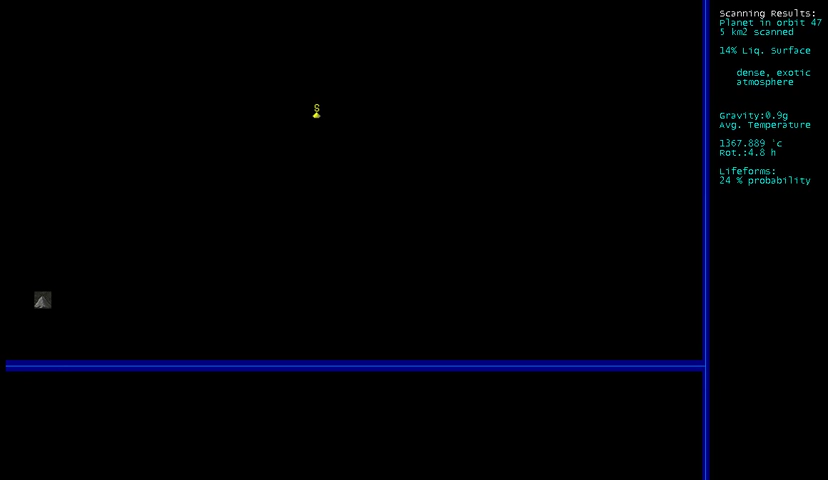 S
Scanning Results:
Planet in orbit 47
5 km2 scanned
14% Liq. Surface
dense, exotic
atmosphere
Gravity:0.9g
Avg. Temperature
1367.889 'c
Rot.:4.8 h
Lifeforms:
24 % probability